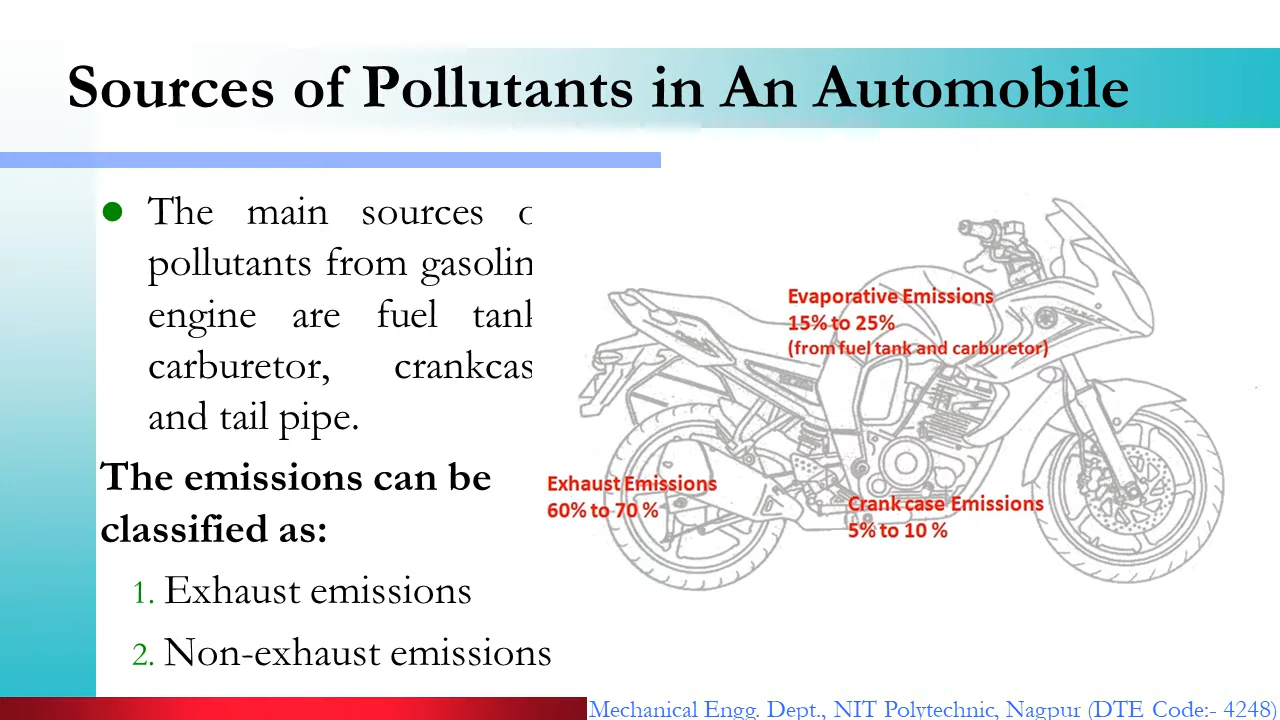 Sources of Pollutants in An Automobile
The main sources o
pollutants from gasolin
engine are fuel tank
carburetor, crankcas
and tail pipe.
The emissions can be
classified as:
1. Exhaust emissions
2. Non-exhaust emissions
Evaporative Emissions
15% to 25%
(from fuel tank and carburetor)
Exhaust Emissions
60% to 70 %
Crank case Emissions
5% to 10 %
Mechanical Engg. Dept., NIT Polytechnic, Nagpur (DTE Code:- 4248)